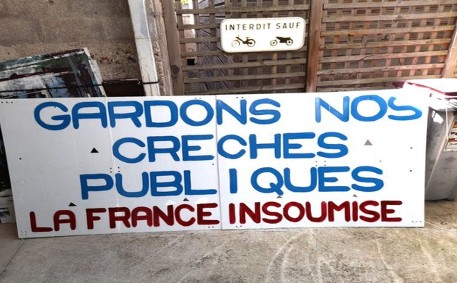 INTERDIT SAUF
GARDONS NOS
CRECHES
PUBLIQUES
LA FRANCE INSOUMISE